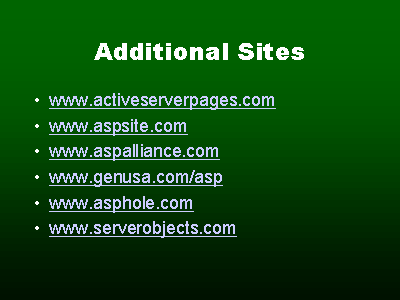 Additional Sites
• www.activeserverpages.com
• www.aspsite.com
• www.aspalliance.com
• www.genusa.com/asp
• www.asphole.com
• www.serverobjects.com